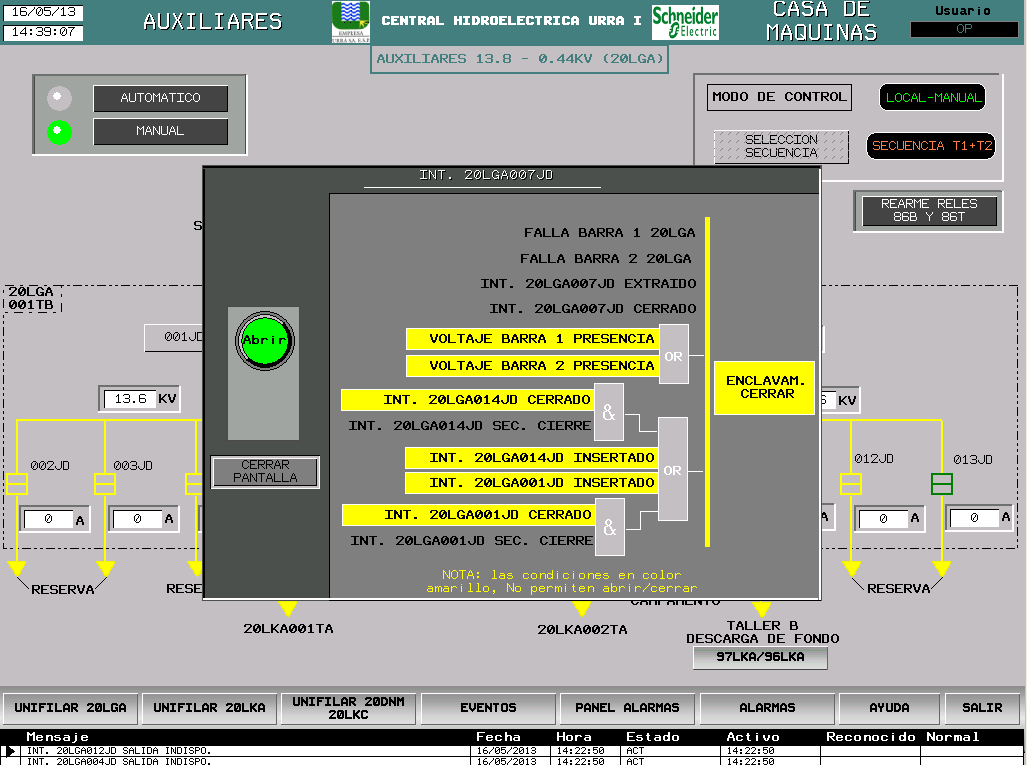 16/05/13
14:39:07
AUXILIARES
EMPRESA
URRÁ S.A. E.S.P.
CENTRAL HIDROELECTRICA URRA I
Schneider
Electric
CASA DE
MAQUINAS
Usuario
OP
AUXILIARES 13.8 - 0.44KV (20LGA)
AUTOMATICO
MANUAL
MODO DE CONTROL
LOCAL-MANUAL
SELECCION
SECUENCIA
SECUENCIA T1+T2
REARME RELES
86B Y 86T
INT. 20LGA007JD
S
FALLA BARRA 1 20LGA
FALLA BARRA 2 20LGA
INT. 20LGA007JD EXTRAIDO
INT. 20LGA007JD CERRADO
VOLTAJE BARRA 1 PRESENCIA
OR
VOLTAJE BARRA 2 PRESENCIA
ENCLAVAM.
CERRAR
INT. 20LGA014JD CERRADO
&
INT. 20LGA014JD SEC. CIERRE
INT. 20LGA014JD INSERTADO
OR
INT. 20LGA001JD INSERTADO
INT. 20LGA001JD CERRADO
&
INT. 20LGA001JD SEC. CIERRE
NOTA: las condiciones en color
amarillo, No permiten abrir/cerrar
Abrir
CERRAR
PANTALLA
20LGA
001TB
001JD
13.6 KV
6 KV
002JD
003JD
012JD
013JD
0 A
0 A
A
0 A
0 A
RESERVA
RESE
CAMPAMENTO
RESERVA
20LKA001TA
20LKA002TA
TALLER B
DESCARGA DE FONDO
97LKA/96LKA
UNIFILAR 20LGA
UNIFILAR 20LKA
UNIFILAR 20DNM
20LKC
EVENTOS
PANEL ALARMAS
ALARMAS
AYUDA
SALIR
Mensaje Fecha Hora Estado Activo Reconocido Normal
INT. 20LGA012JD SALIDA INDISPO. 16/05/2013 14:22:50 ACT 14:22:50
INT. 20LGA004JD SALIDA INDISPO. 16/05/2013 14:22:50 ACT 14:22:50